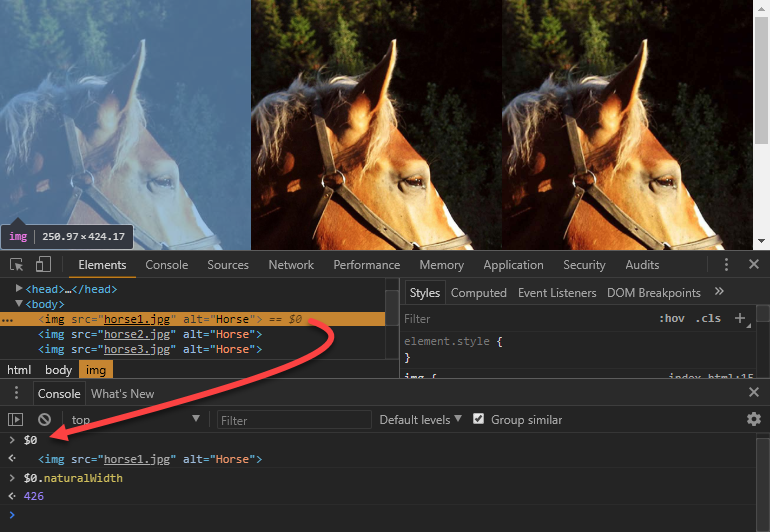 img 250.97×424.17
Elements Console Sources Network Performance Memory Application Security Audits
<head>…</head>
<body>
… <img src="horse1.jpg" alt="Horse"> == $0
<img src="horse2.jpg" alt="Horse">
<img src="horse3.jpg" alt="Horse">
html body img
Styles Computed Event Listeners DOM Breakpoints »
Filter :hov .cls +
element.style {
}
img { index.html:15
Console What's New
top Filter Default levels Group similar
> $0
<img src="horse1.jpg" alt="Horse">
> $0.naturalWidth
426
>